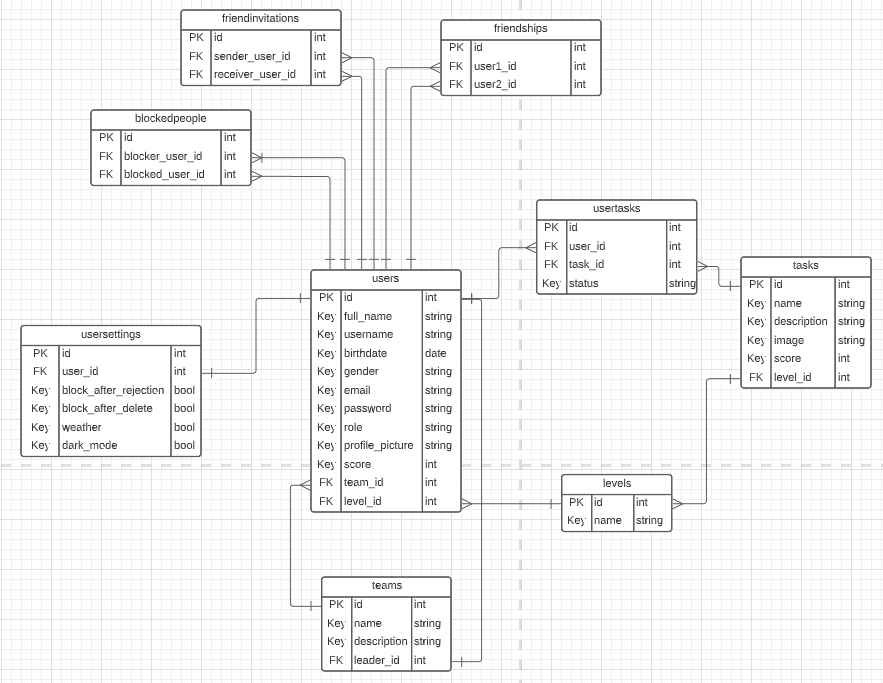 friendinvitations
PK id int
FK sender_user_id int
FK receiver_user_id int
friendships
PK id int
FK user1_id int
FK user2_id int
blockedpeople
PK id int
FK blocker_user_id int
FK blocked_user_id int
usertasks
PK id int
FK user_id int
FK task_id int
Key status string
tasks
PK id int
Key name string
Key description string
Key image string
Key score int
FK level_id int
users
PK id int
Key full_name string
Key username string
Key birthdate date
Key gender string
Key email string
Key password string
Key role string
Key profile_picture string
Key score int
FK team_id int
FK level_id int
usersettings
PK id int
FK user_id int
Key block_after_rejection bool
Key block_after_delete bool
Key weather bool
Key dark_mode bool
levels
PK id int
Key name string
teams
PK id int
Key name string
Key description string
FK leader_id int